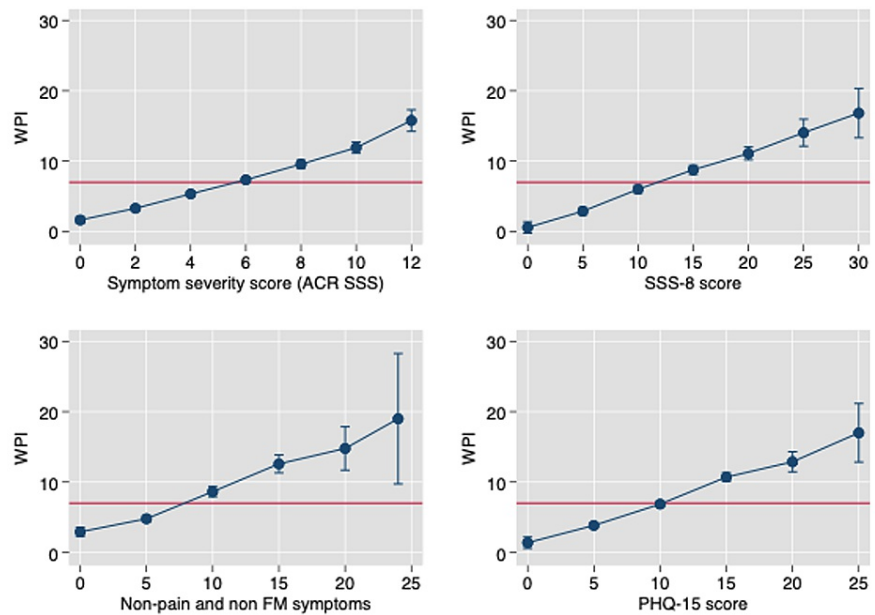 30
20
10
0
WPI
0 2 4 6 8 10 12
Symptom severity score (ACR SSS)
30
20
10
0
WPI
0 5 10 15 20 25 30
SSS-8 score
30
20
10
0
WPI
0 5 10 15 20 25
Non-pain and non FM symptoms
30
20
10
0
WPI
0 5 10 15 20 25
PHQ-15 score